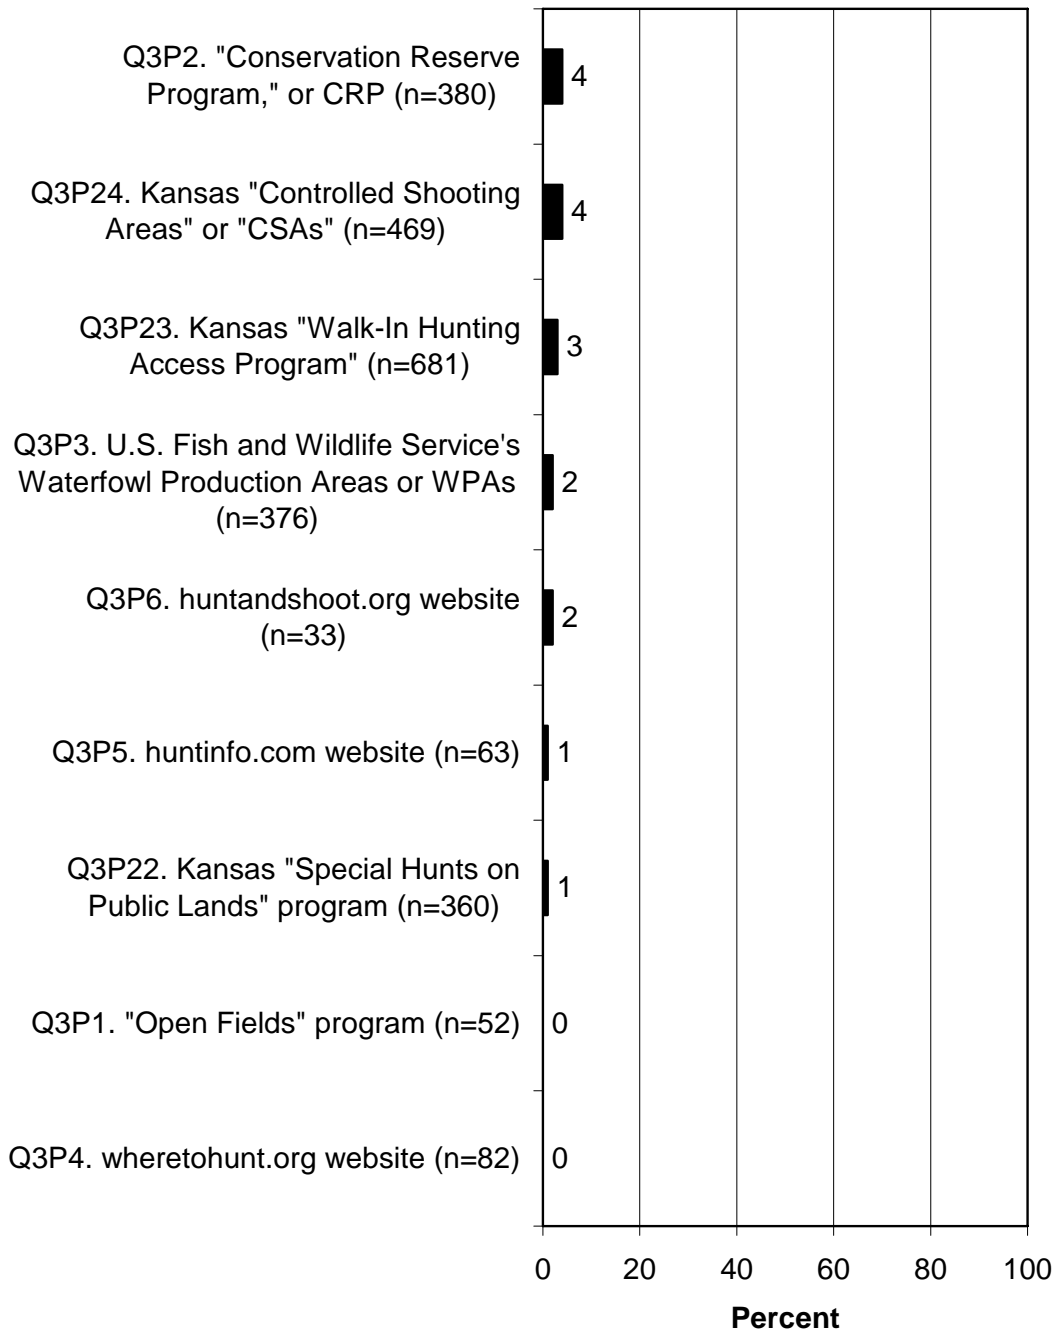 Q3P2. "Conservation Reserve
Program," or CRP (n=380)
4
Q3P24. Kansas "Controlled Shooting
Areas" or "CSAs" (n=469)
4
Q3P23. Kansas "Walk-In Hunting
Access Program" (n=681)
3
Q3P3. U.S. Fish and Wildlife Service's
Waterfowl Production Areas or WPAs
(n=376)
2
Q3P6. huntandshoot.org website
(n=33)
2
Q3P5. huntinfo.com website (n=63)
1
Q3P22. Kansas "Special Hunts on
Public Lands" program (n=360)
1
Q3P1. "Open Fields" program (n=52)
0
Q3P4. wheretohunt.org website (n=82)
0
0 20 40 60 80 100
Percent